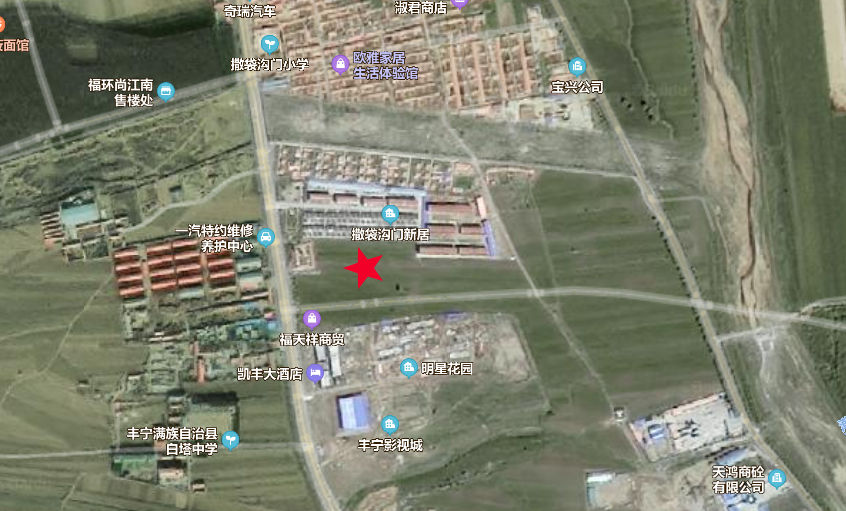 奇瑞汽车
淑君商店
面馆
撒袋沟门小学
欧雅家居
生活体验馆
福环尚江南
售楼处
宝兴公司
一汽特约维修
养护中心
撒袋沟门新居
福天祥商贸
凯丰大酒店
阴星花园
丰宁影视城
丰宁满族自治县
白塔中学
天鸿商砼
有限公司